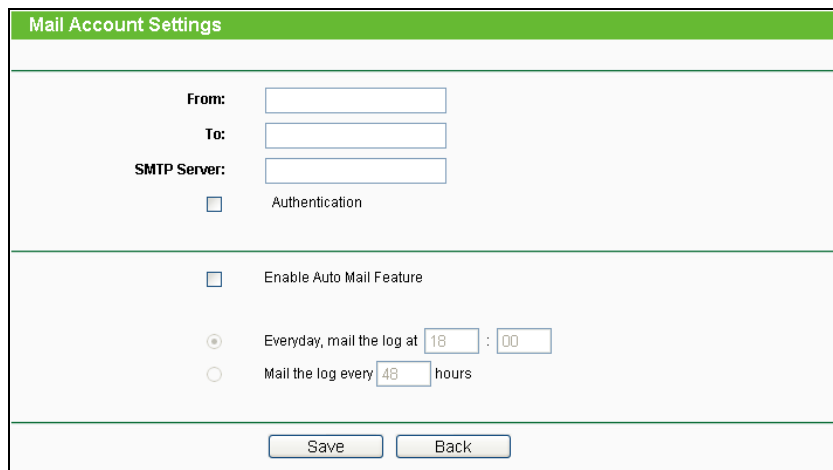 Mail Account Settings
From:
To:
SMTP Server:
Authentication
Enable Auto Mail Feature
Everyday, mail the log at 18 : 00
Mail the log every 48 hours
Save Back